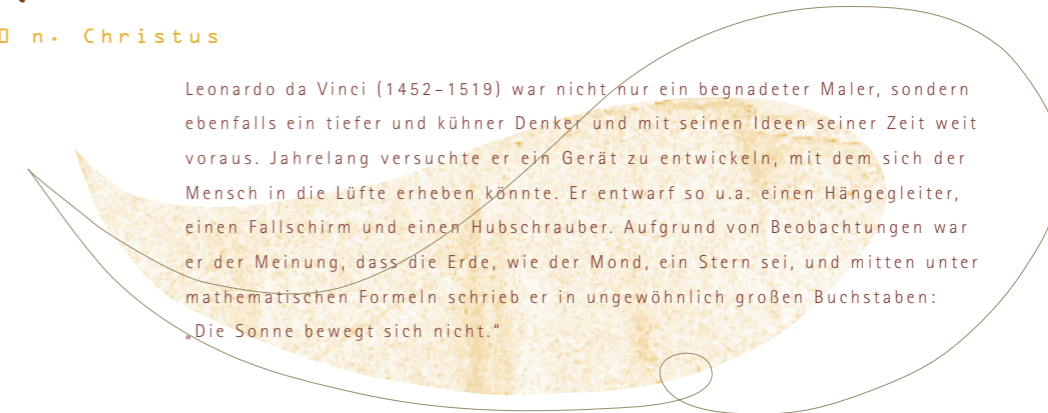 n. Christus
Leonardo da Vinci (1452–1519) war nicht nur ein begnadeter Maler, sondern
ebenfalls ein tiefer und kühner Denker und mit seinen Ideen seiner Zeit weit
voraus. Jahrelang versuchte er ein Gerät zu entwickeln, mit dem sich der
Mensch in die Lüfte erheben könnte. Er entwarf so u.a. einen Hängegleiter,
einen Fallschirm und einen Hubschrauber. Aufgrund von Beobachtungen war
er der Meinung, dass die Erde, wie der Mond, ein Stern sei, und mitten unter
mathematischen Formeln schrieb er in ungewöhnlich großen Buchstaben:
„Die Sonne bewegt sich nicht.“